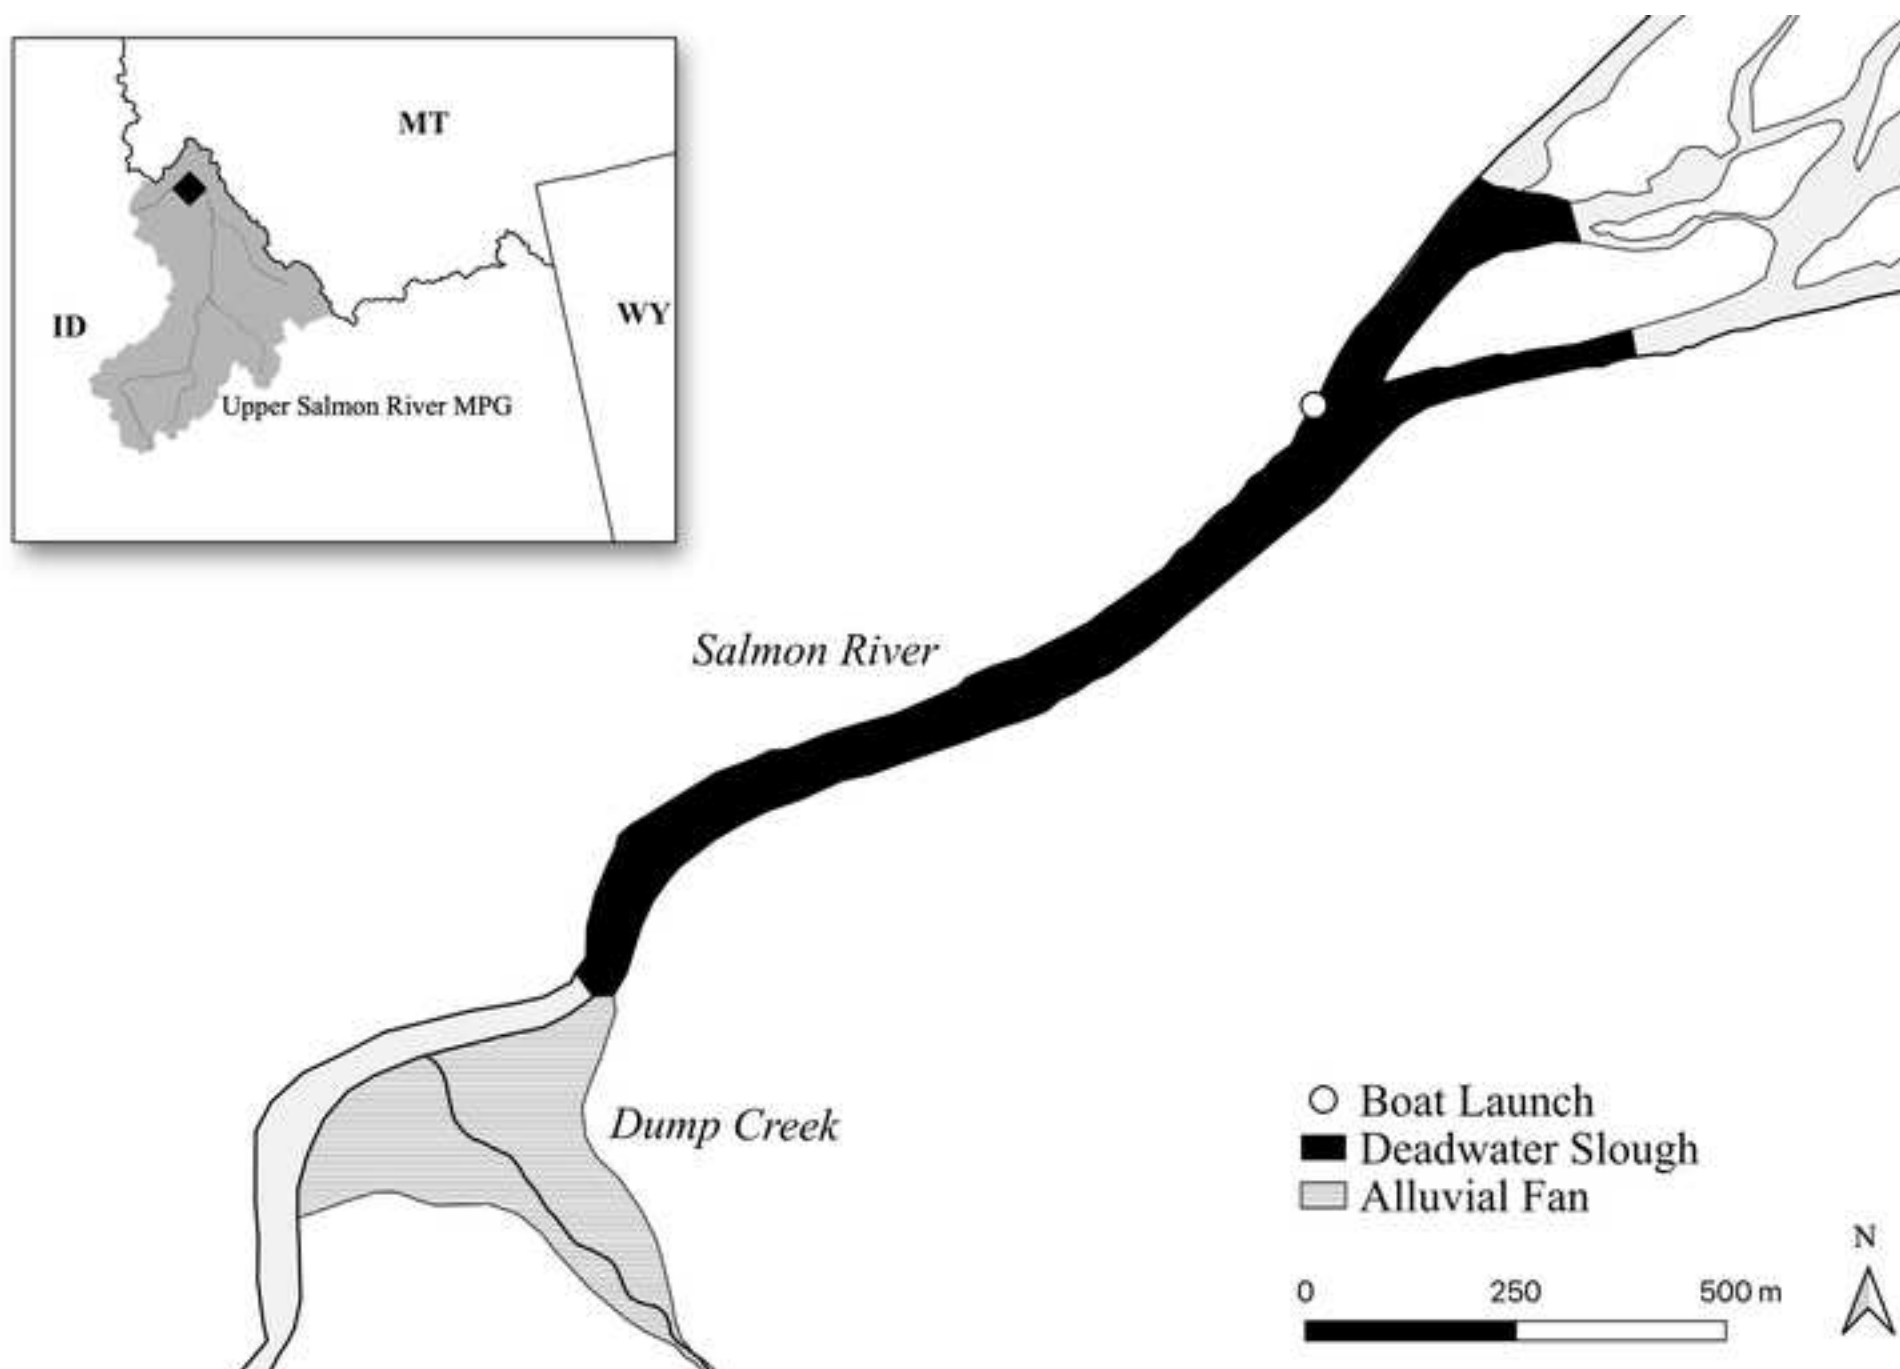 MT
ID
WY
Upper Salmon River MPG
Salmon River
Dump Creek
Boat Launch
Deadwater Slough
Alluvial Fan
N
0 250 500 m